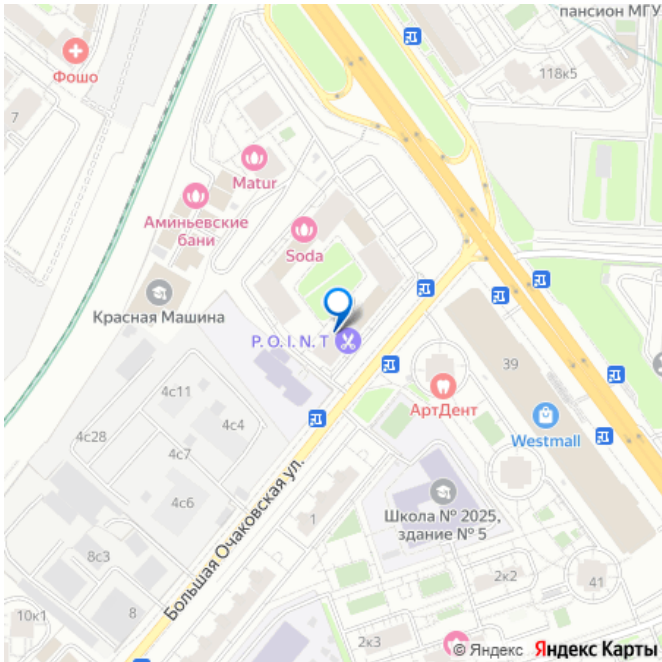 пансион МГУ
Фошо
118к5
7
Matur
Аминьевские
бани
Soda
Красная Машина
P. O. I. N. T
39
АртДент
4с11
Westmall
4с4
4с28
4с7
Большая Очаковская ул.
4с6
Школа № 2025,
здание № 5
1
8с3
2к2
41
10к1
8
2к3
© Яндекс Яндекс Карты